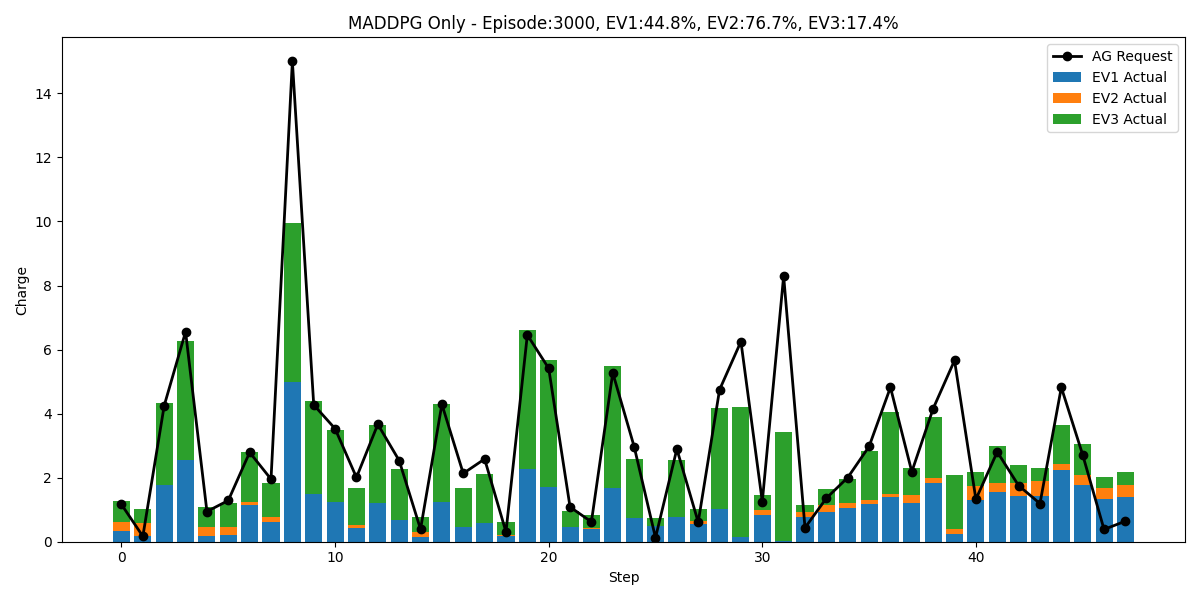 MADDPG Only - Episode:3000, EV1:44.8%, EV2:76.7%, EV3:17.4%
AG Request
EV1 Actual
EV2 Actual
EV3 Actual
14
12
10
8
6
4
2
0
Charge
0 10 20 30 40
Step